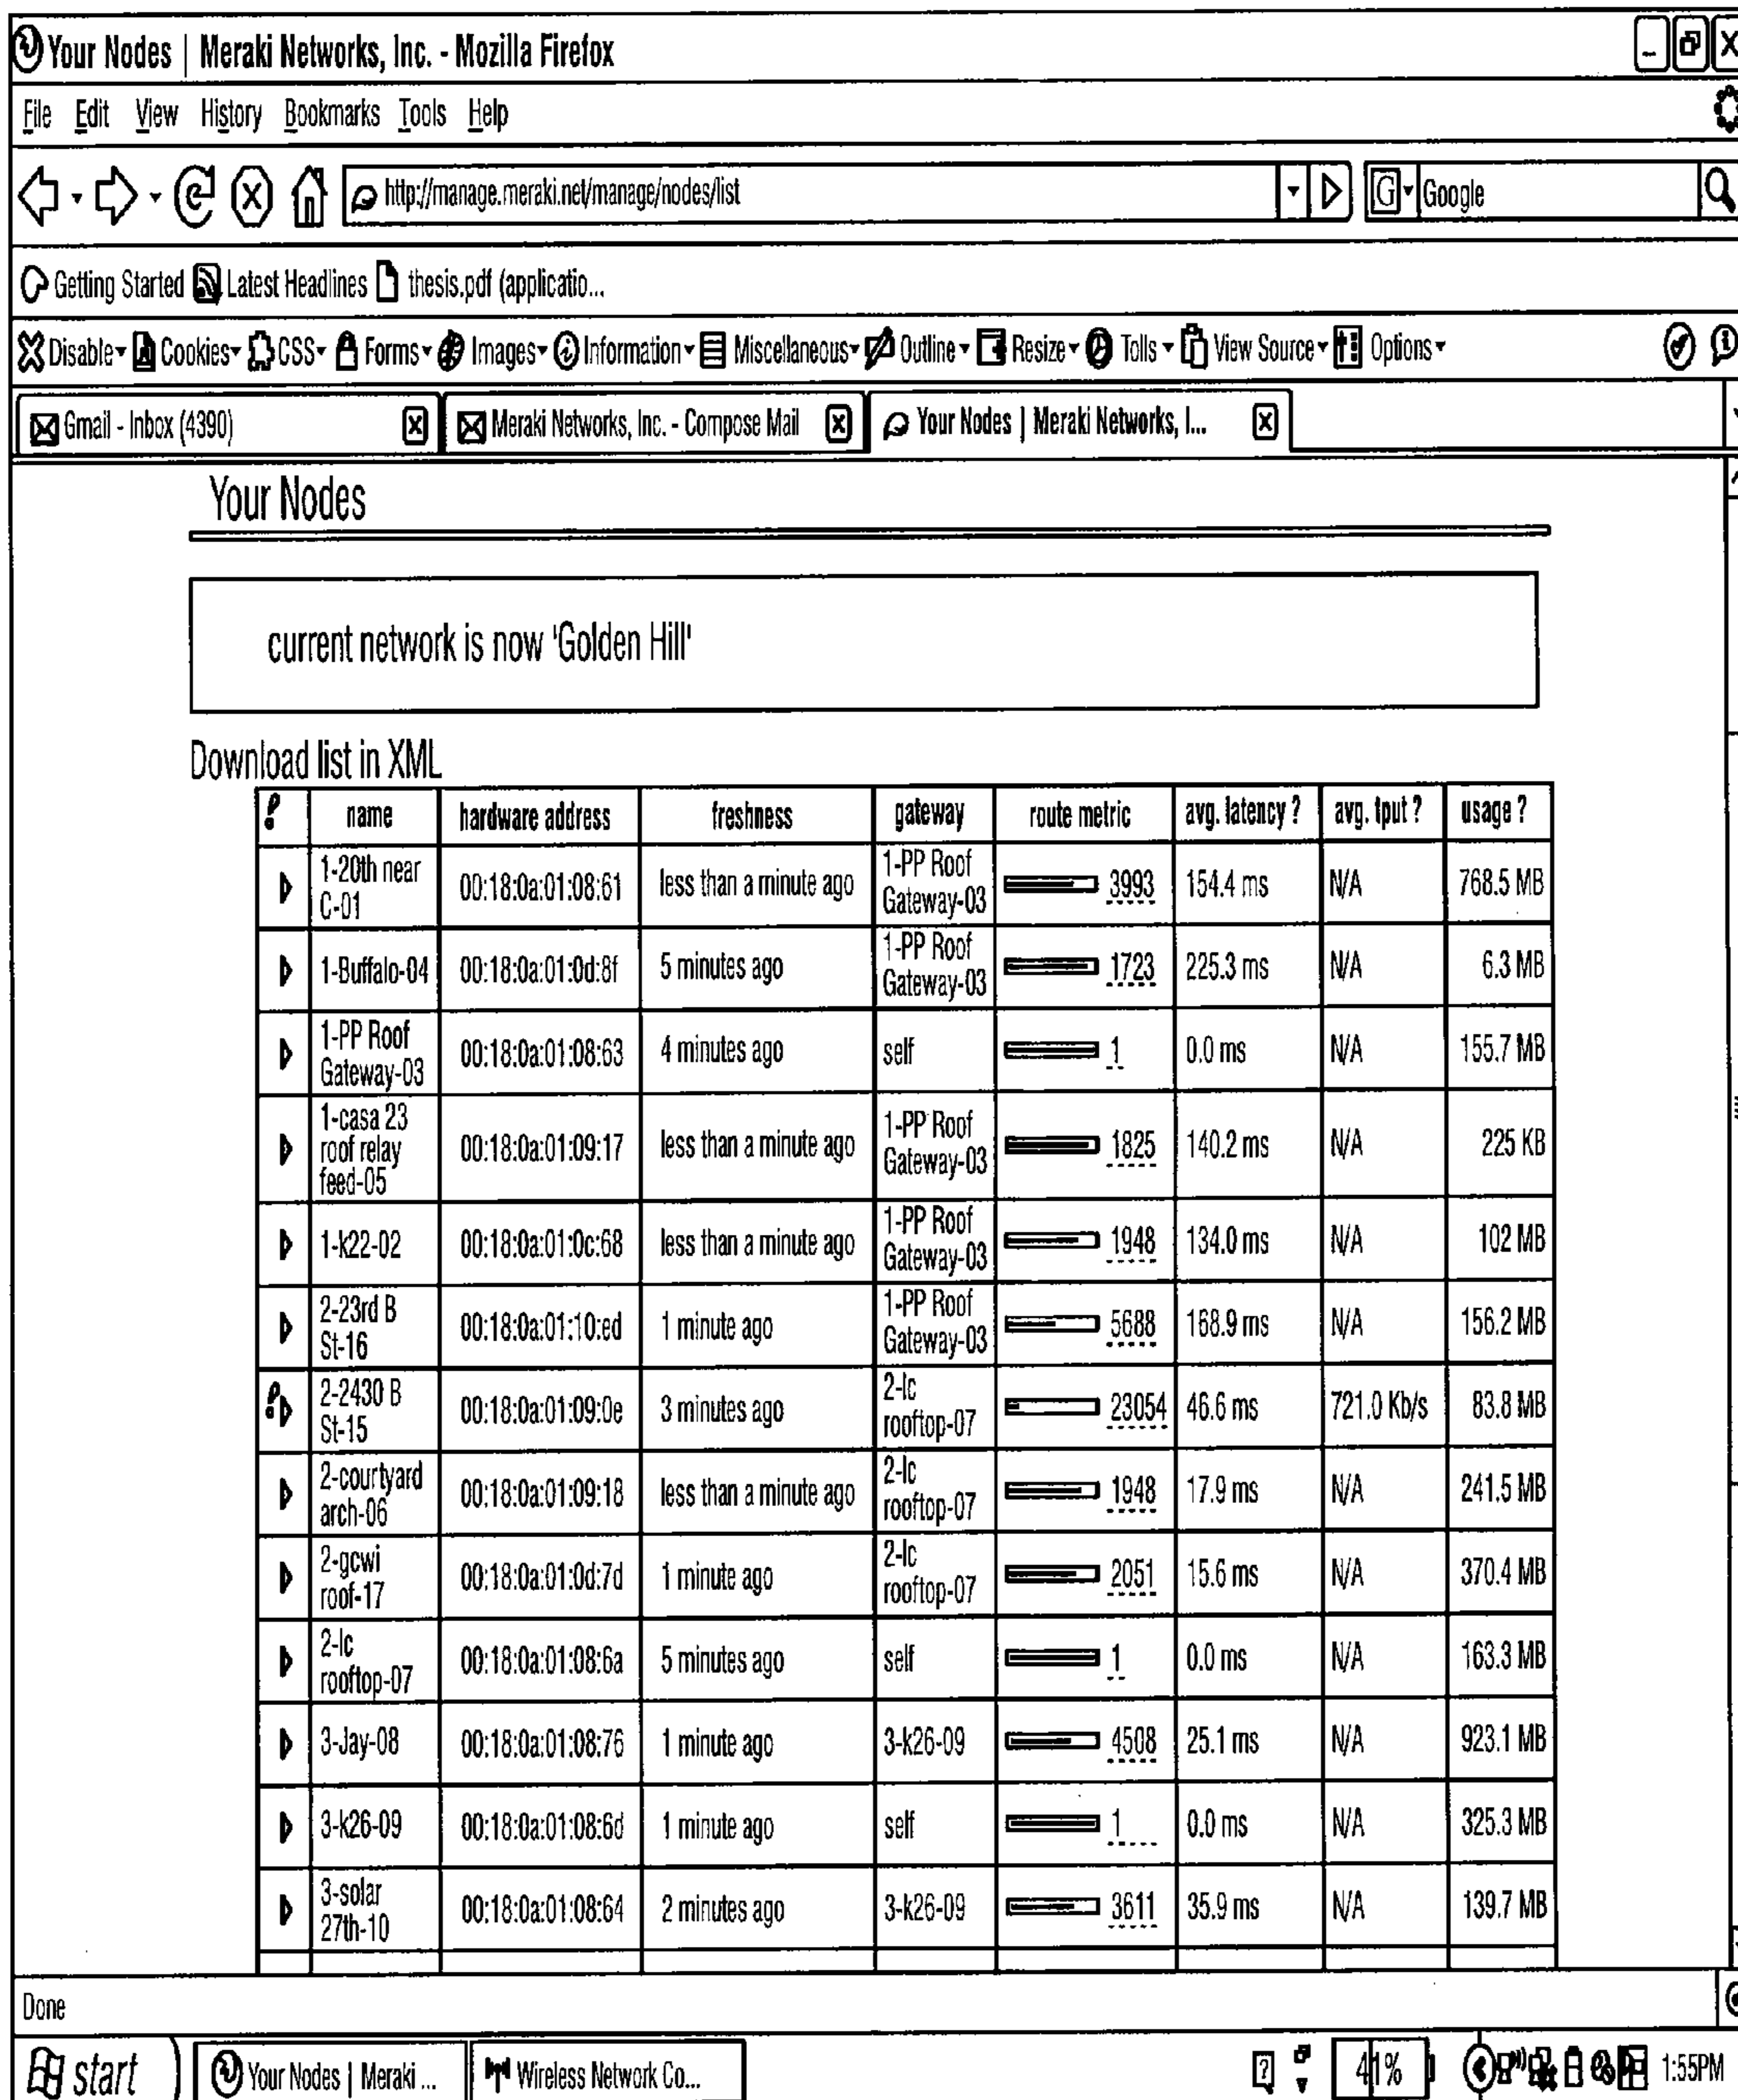 Your Nodes | Meraki Networks, Inc. - Mozilla Firefox
File Edit View History Bookmarks Tools Help
http://manage.meraki.net/manage/nodes/list G Google
Getting Started Latest Headlines thesis.pdf (applicatio...
Disable Cookies CSS Forms Images Information Miscellaneous Outline Resize Tolls View Source Options
Gmail - Inbox (4390) Meraki Networks, Inc. - Compose Mail Your Nodes | Meraki Networks, I...
Your Nodes
current network is now 'Golden Hill'
Download list in XML
name hardware address freshness gateway route metric avg. latency ? avg. tput ? usage ?
1-20th near C-01 00:18:0a:01:08:61 less than a minute ago 1-PP Roof Gateway-03 3993 154.4 ms N/A 768.5 MB
1-Buffalo-04 00:18:0a:01:0d:8f 5 minutes ago 1-PP Roof Gateway-03 1723 225.3 ms N/A 6.3 MB
1-PP Roof Gateway-03 00:18:0a:01:08:63 4 minutes ago self 1 0.0 ms N/A 155.7 MB
1-casa 23 roof relay feed-05 00:18:0a:01:09:17 less than a minute ago 1-PP Roof Gateway-03 1825 140.2 ms N/A 225 KB
1-k22-02 00:18:0a:01:0c:68 less than a minute ago 1-PP Roof Gateway-03 1948 134.0 ms N/A 102 MB
2-23rd B St-16 00:18:0a:01:10:ed 1 minute ago 1-PP Roof Gateway-03 5688 168.9 ms N/A 156.2 MB
2-2430 B St-15 00:18:0a:01:09:0e 3 minutes ago 2-lc rooftop-07 23054 46.6 ms 721.0 Kb/s 83.8 MB
2-courtyard arch-06 00:18:0a:01:09:18 less than a minute ago 2-lc rooftop-07 1948 17.9 ms N/A 241.5 MB
2-gcwi roof-17 00:18:0a:01:0d:7d 1 minute ago 2-lc rooftop-07 2051 15.6 ms N/A 370.4 MB
2-lc rooftop-07 00:18:0a:01:08:6a 5 minutes ago self 1 0.0 ms N/A 163.3 MB
3-Jay-08 00:18:0a:01:08:76 1 minute ago 3-k26-09 4508 25.1 ms N/A 923.1 MB
3-k26-09 00:18:0a:01:08:6d 1 minute ago self 1 0.0 ms N/A 325.3 MB
3-solar 27th-10 00:18:0a:01:08:64 2 minutes ago 3-k26-09 3611 35.9 ms N/A 139.7 MB
Done
start Your Nodes | Meraki ... Wireless Network Co... ? 41% 1:55PM